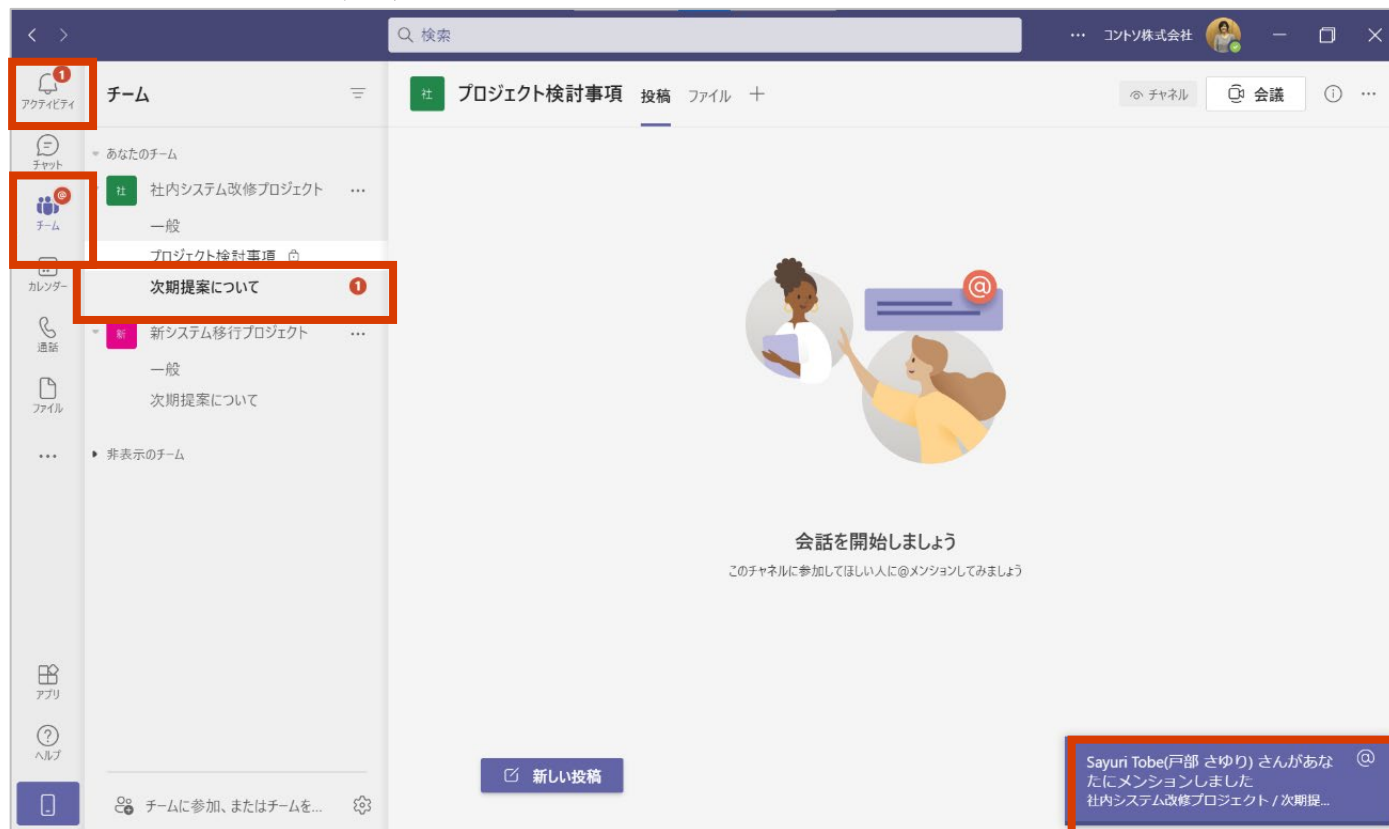 検索
… コントソ株式会社
1
アクティビティ
チーム
社 プロジェクト検討事項 投稿 ファイル +
チャネル
会議
…
チャット
あなたのチーム
@
チーム
社 社内システム改修プロジェクト …
一般
プロジェクト検討事項
カレンダー
次期提案について 1
通話
新 新システム移行プロジェクト …
一般
ファイル
次期提案について
…
非表示のチーム
@
会話を開始しましょう
このチャネルに参加してほしい人に@メンションしてみましょう
アプリ
ヘルプ
新しい投稿
チームに参加、またはチームを...
Sayuri Tobe(戸部 さゆり) さんがあな @
たにメンションしました
社内システム改修プロジェクト / 次期提...